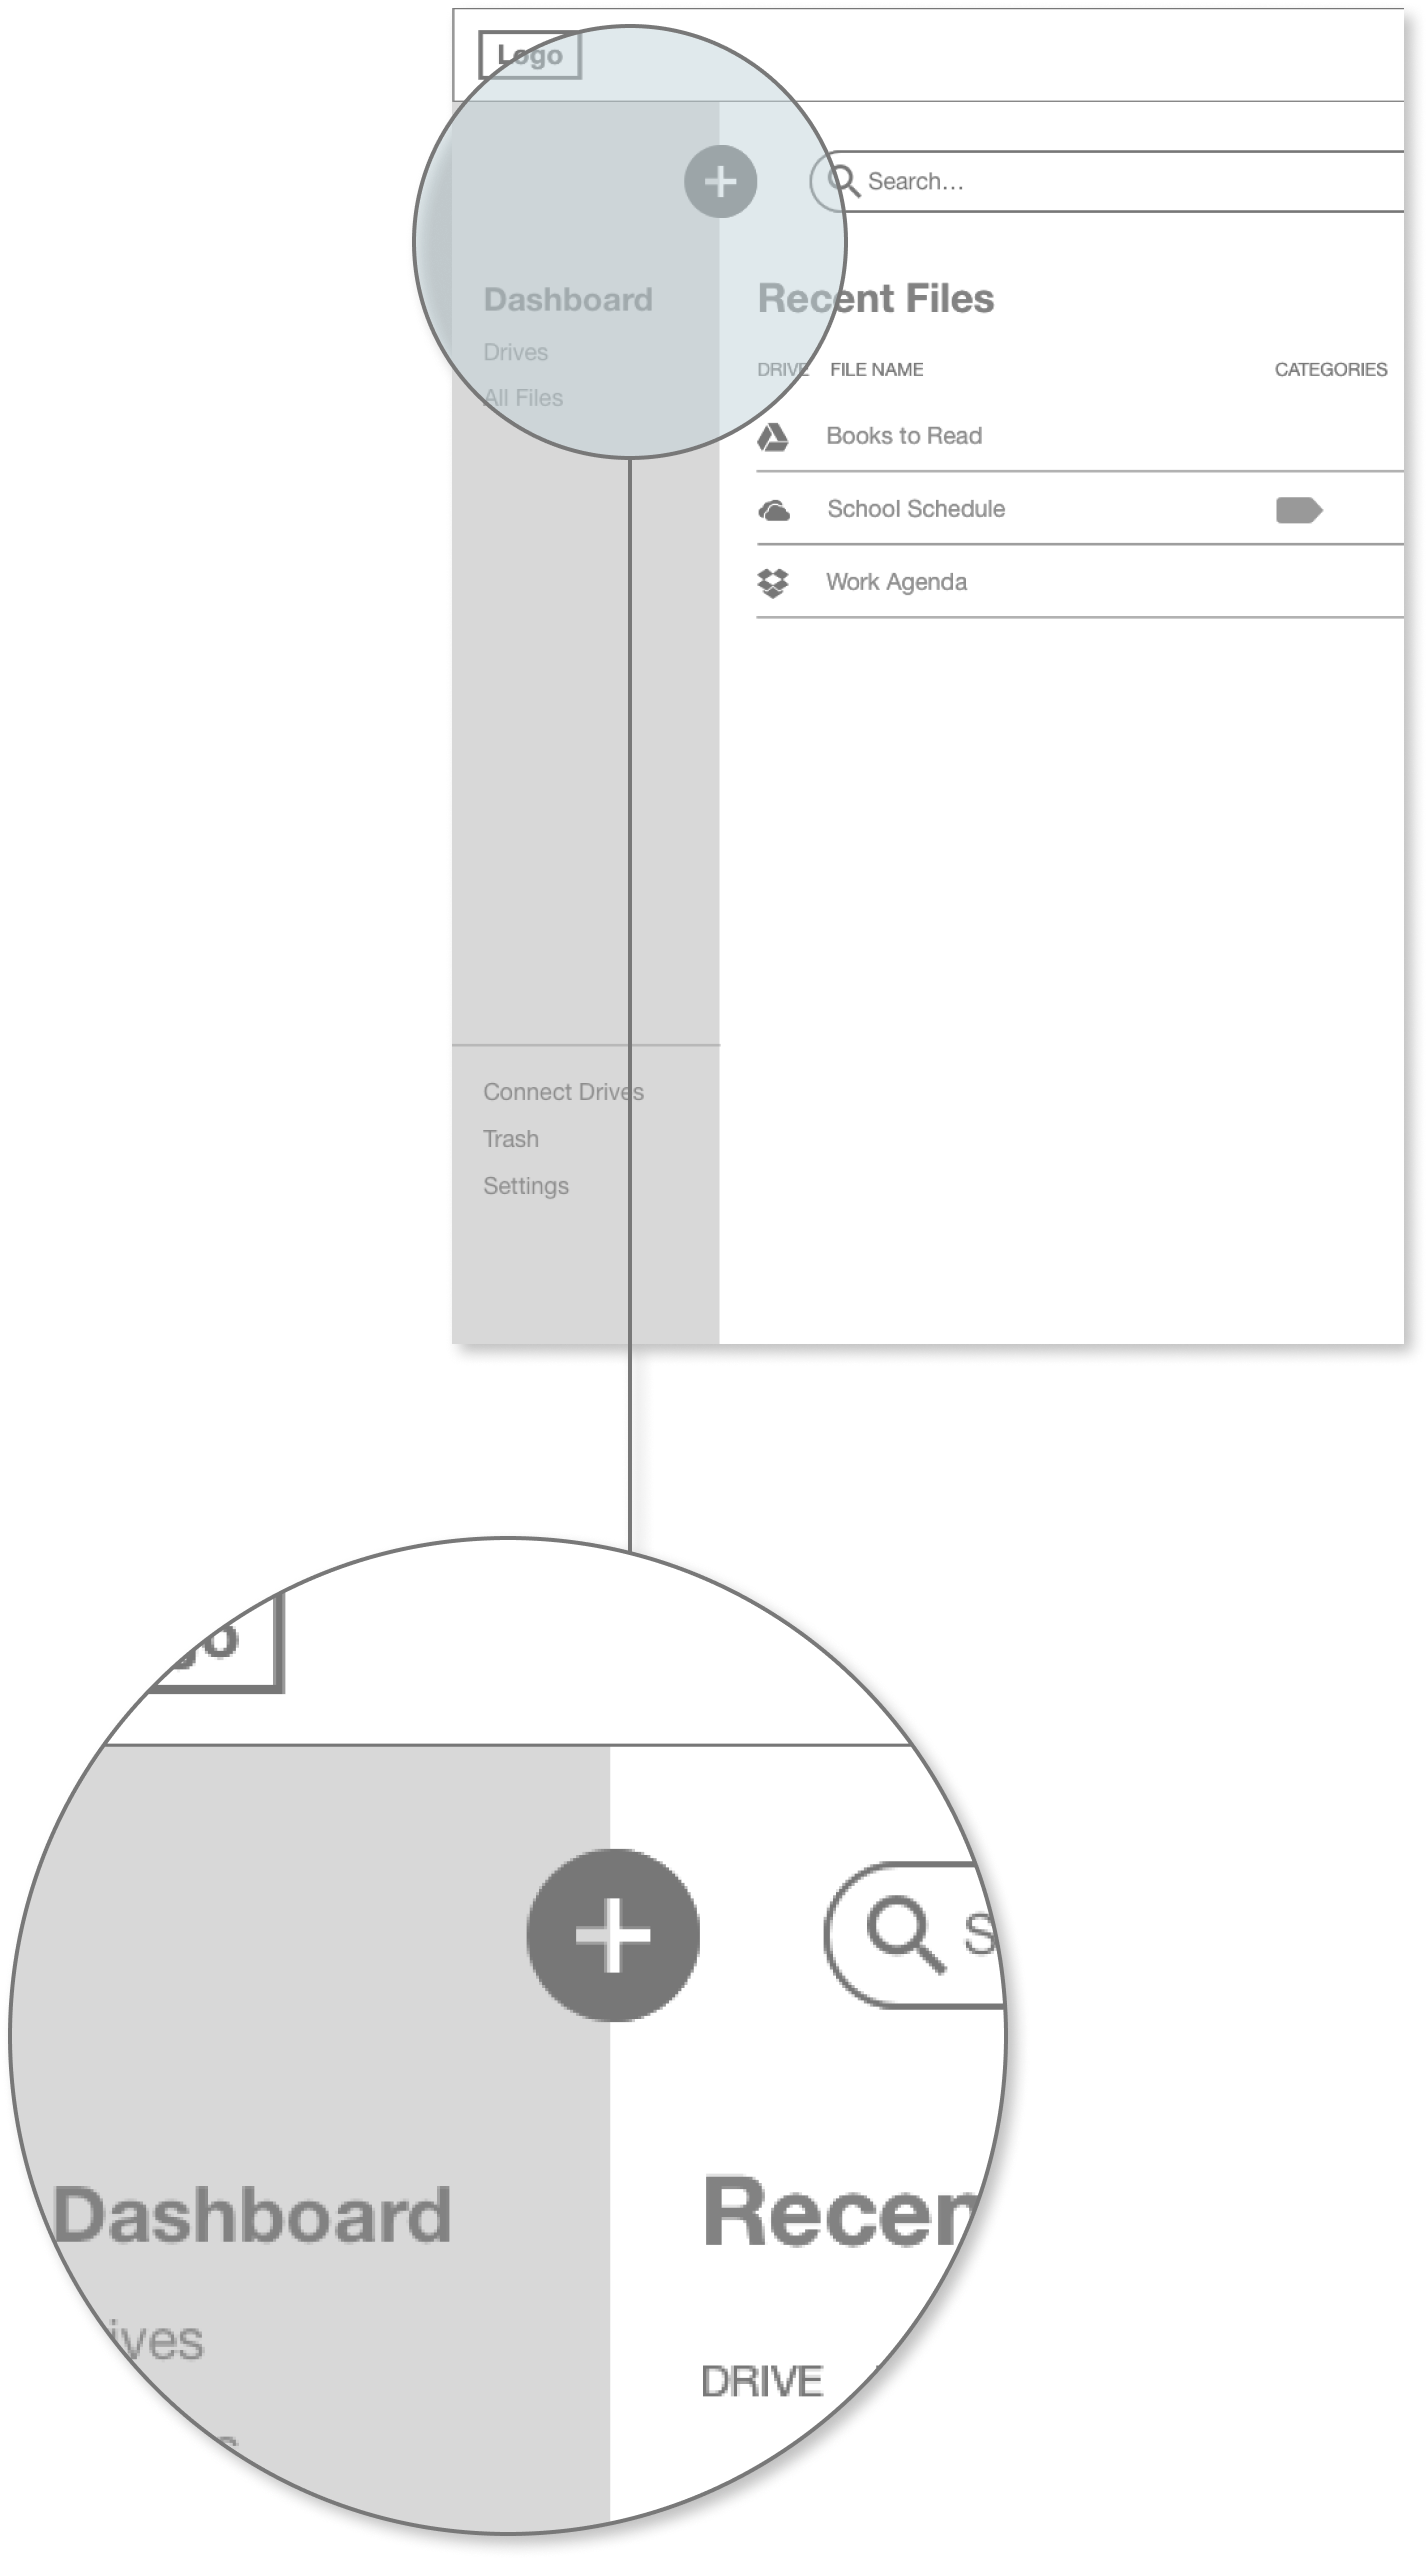 Logo
Search...
Dashboard
Drives
All Files
Recent Files
DRIVE FILE NAME CATEGORIES
Books to Read
School Schedule
Work Agenda
Connect Drives
Trash
Settings
go
Dashboard
ives
s
S
Recen
DRIVE